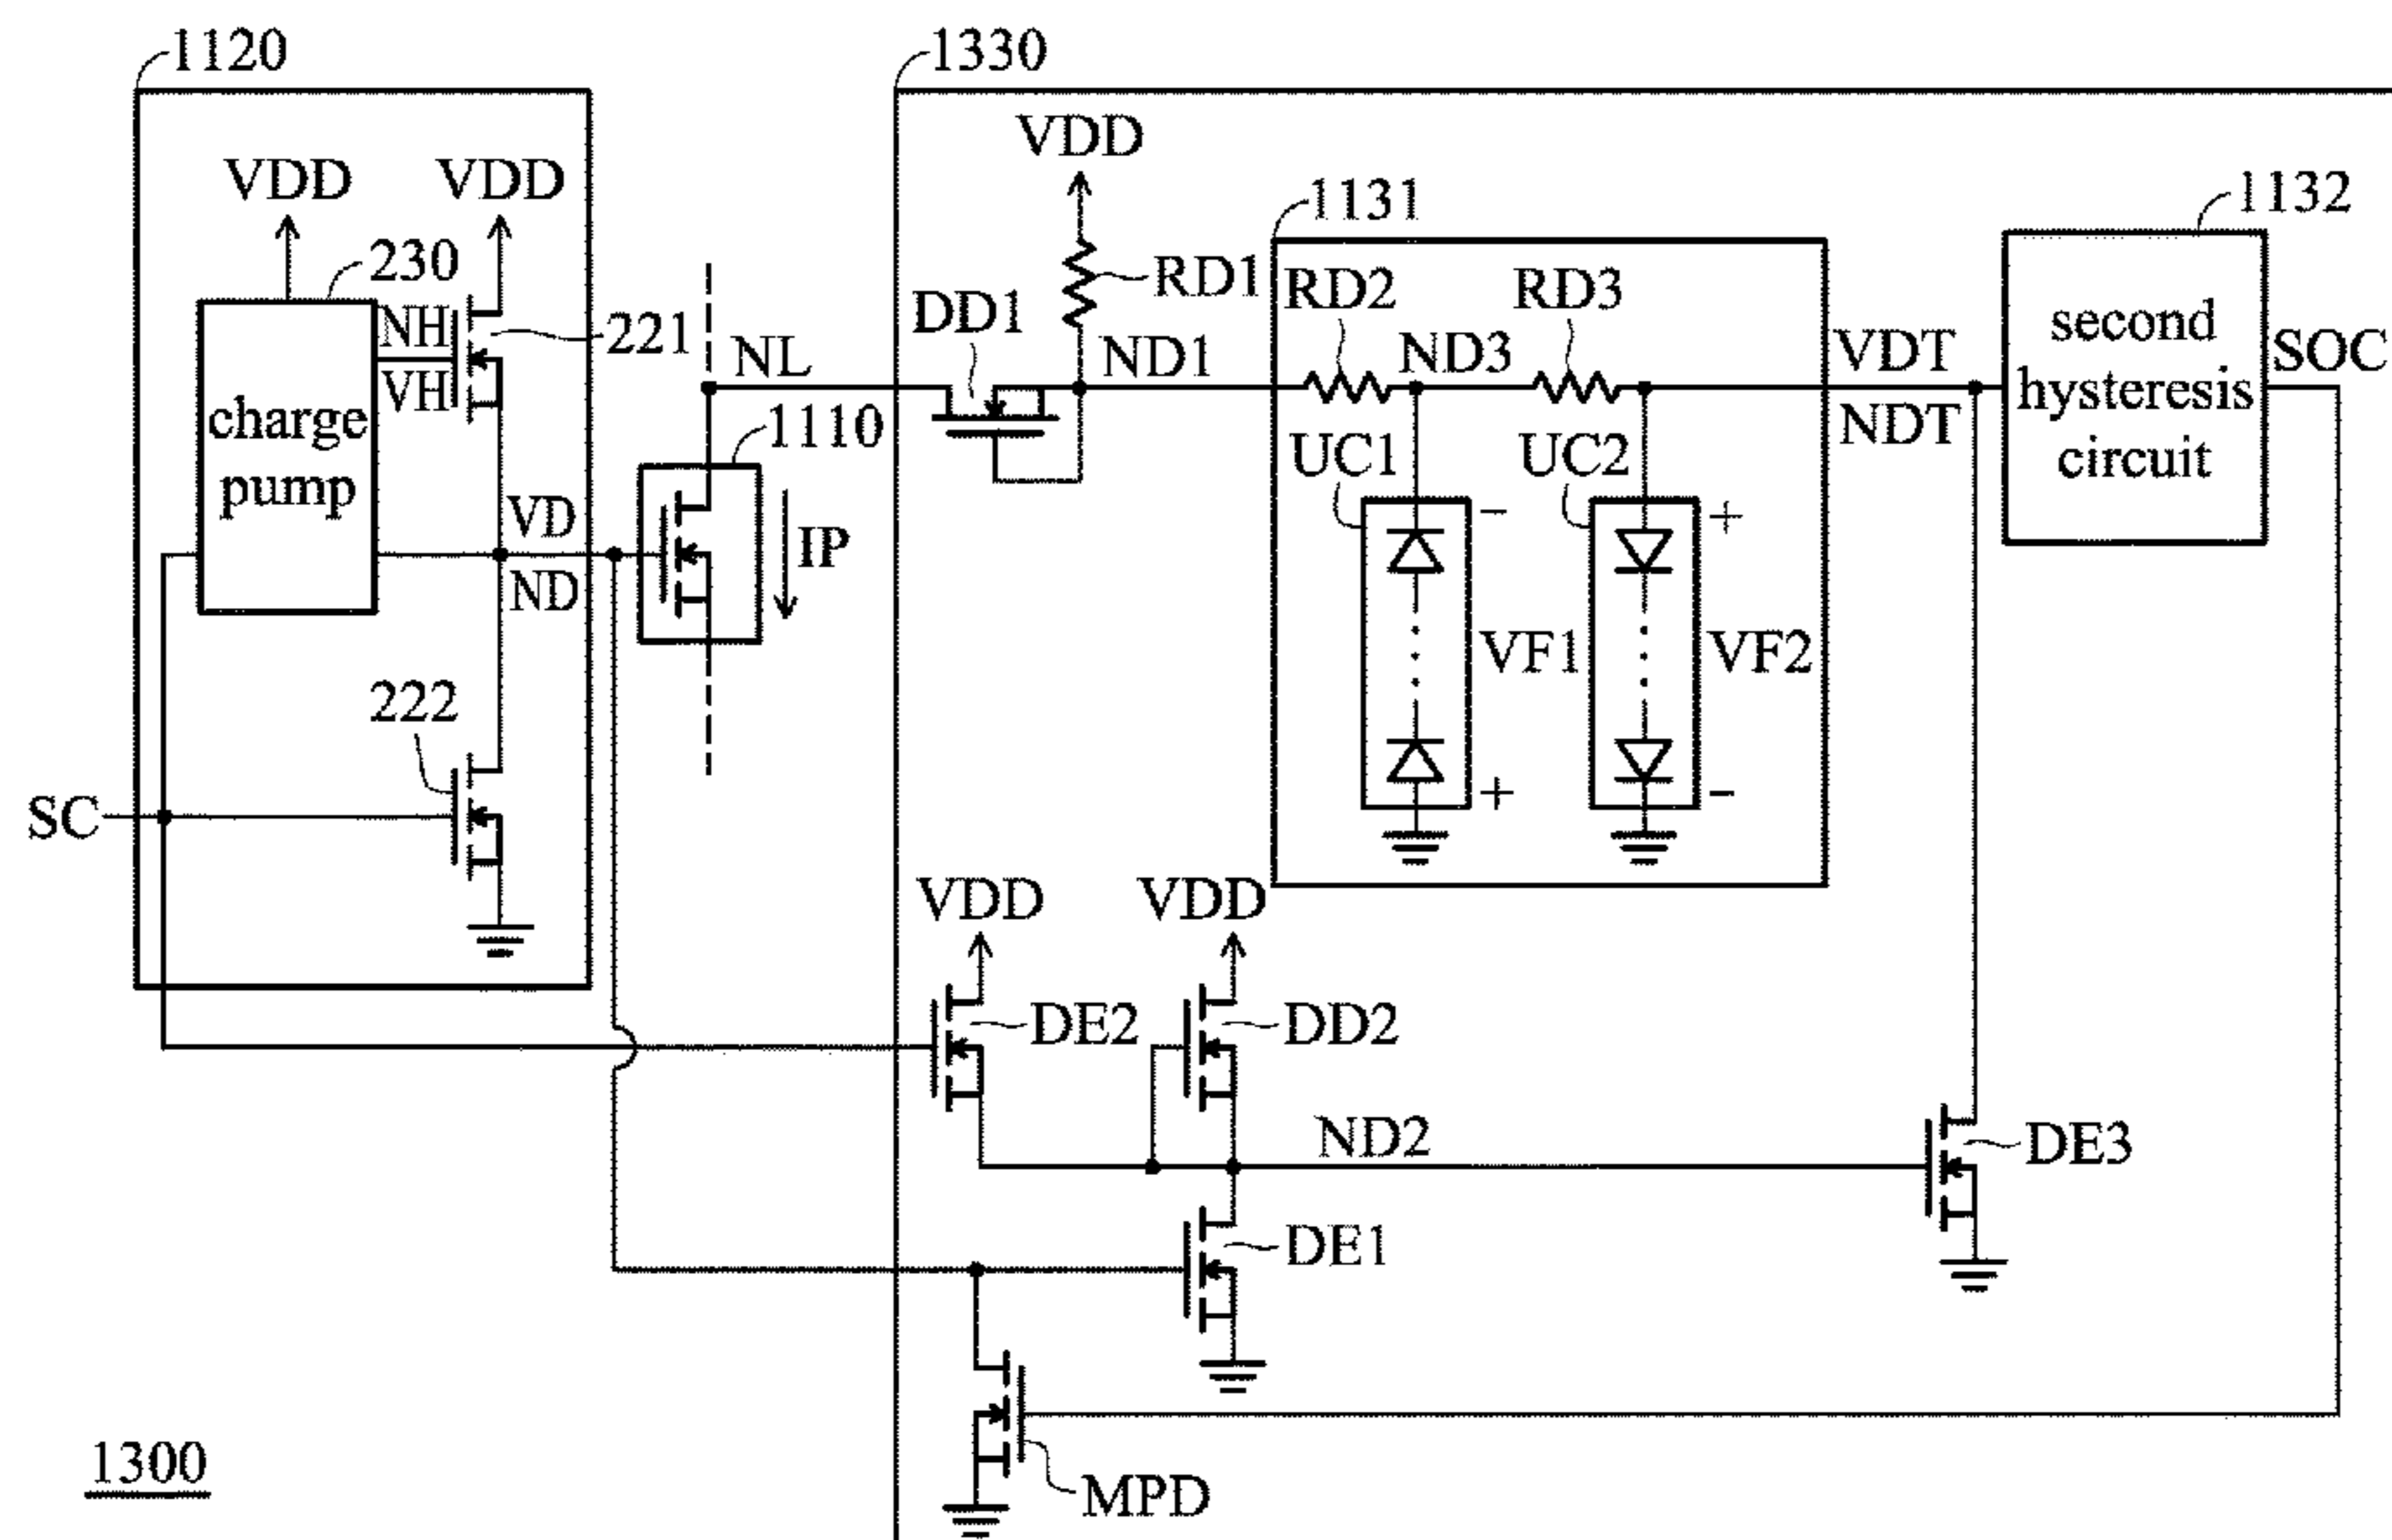 1120
1330
VDD
VDD
VDD
1131
1132
230
NH
VH
221
charge
pump
NL
DD1
RD1
ND1
RD2
ND3
RD3
VDT
NDT
second
hysteresis
circuit
SOC
1110
VD
ND
IP
UC1
-
+
VF1
UC2
+
-
VF2
222
SC
VDD
VDD
DE2
DD2
ND2
DE3
DE1
MPD
1300